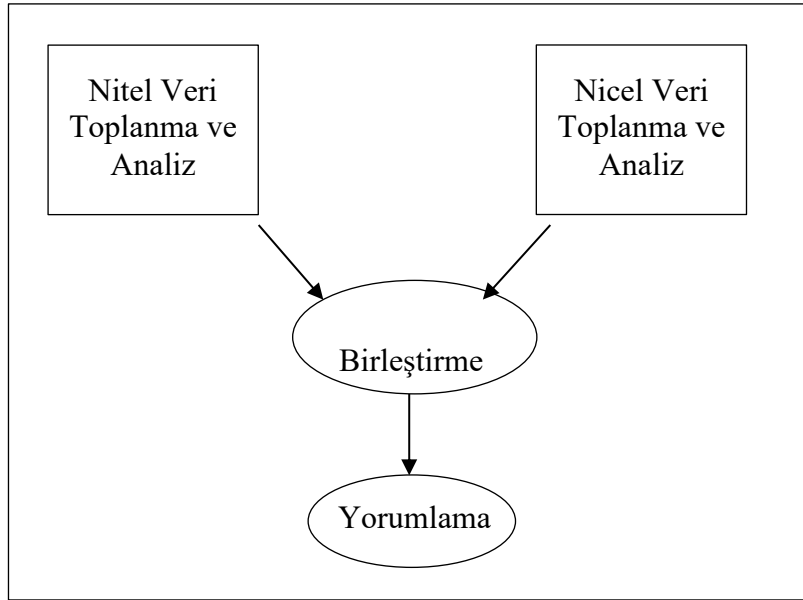 Nitel Veri
Toplanma ve
Analiz
Nicel Veri
Toplanma ve
Analiz
Birleştirme
Yorumlama